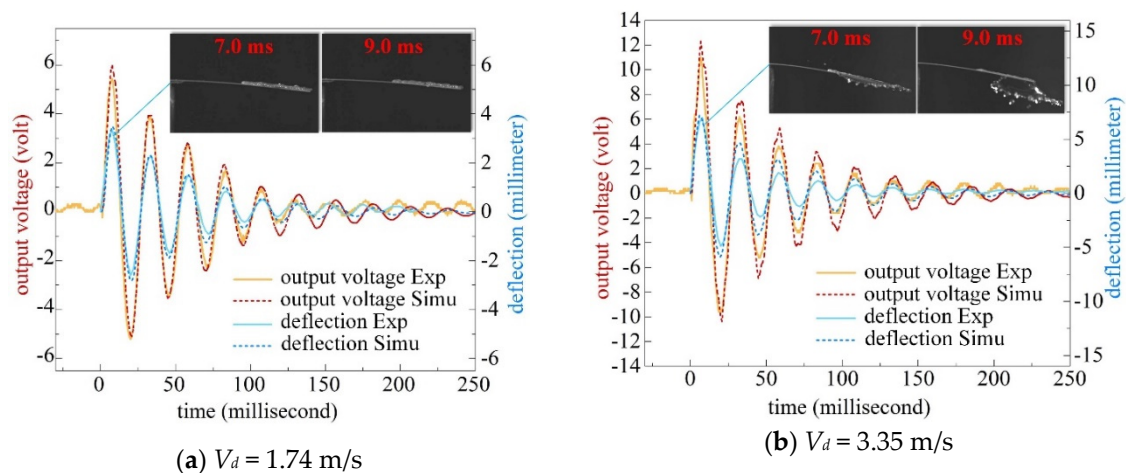 7.0 ms
9.0 ms
6
4
2
0
-2
-4
-6
output voltage (volt)
6
4
2
0
-2
-4
-6
deflection (millimeter)
output voltage Exp
output voltage Simu
deflection Exp
deflection Simu
0 50 100 150 200 250
time (millisecond)
(a) Vd = 1.74 m/s
7.0 ms
9.0 ms
14
12
10
8
6
4
2
0
-2
-4
-6
-8
-10
-12
-14
output voltage (volt)
15
10
5
0
-5
-10
-15
deflection (millimeter)
output voltage Exp
output voltage Simu
deflection Exp
deflection Simu
0 50 100 150 200 250
time (millisecond)
(b) Vd = 3.35 m/s